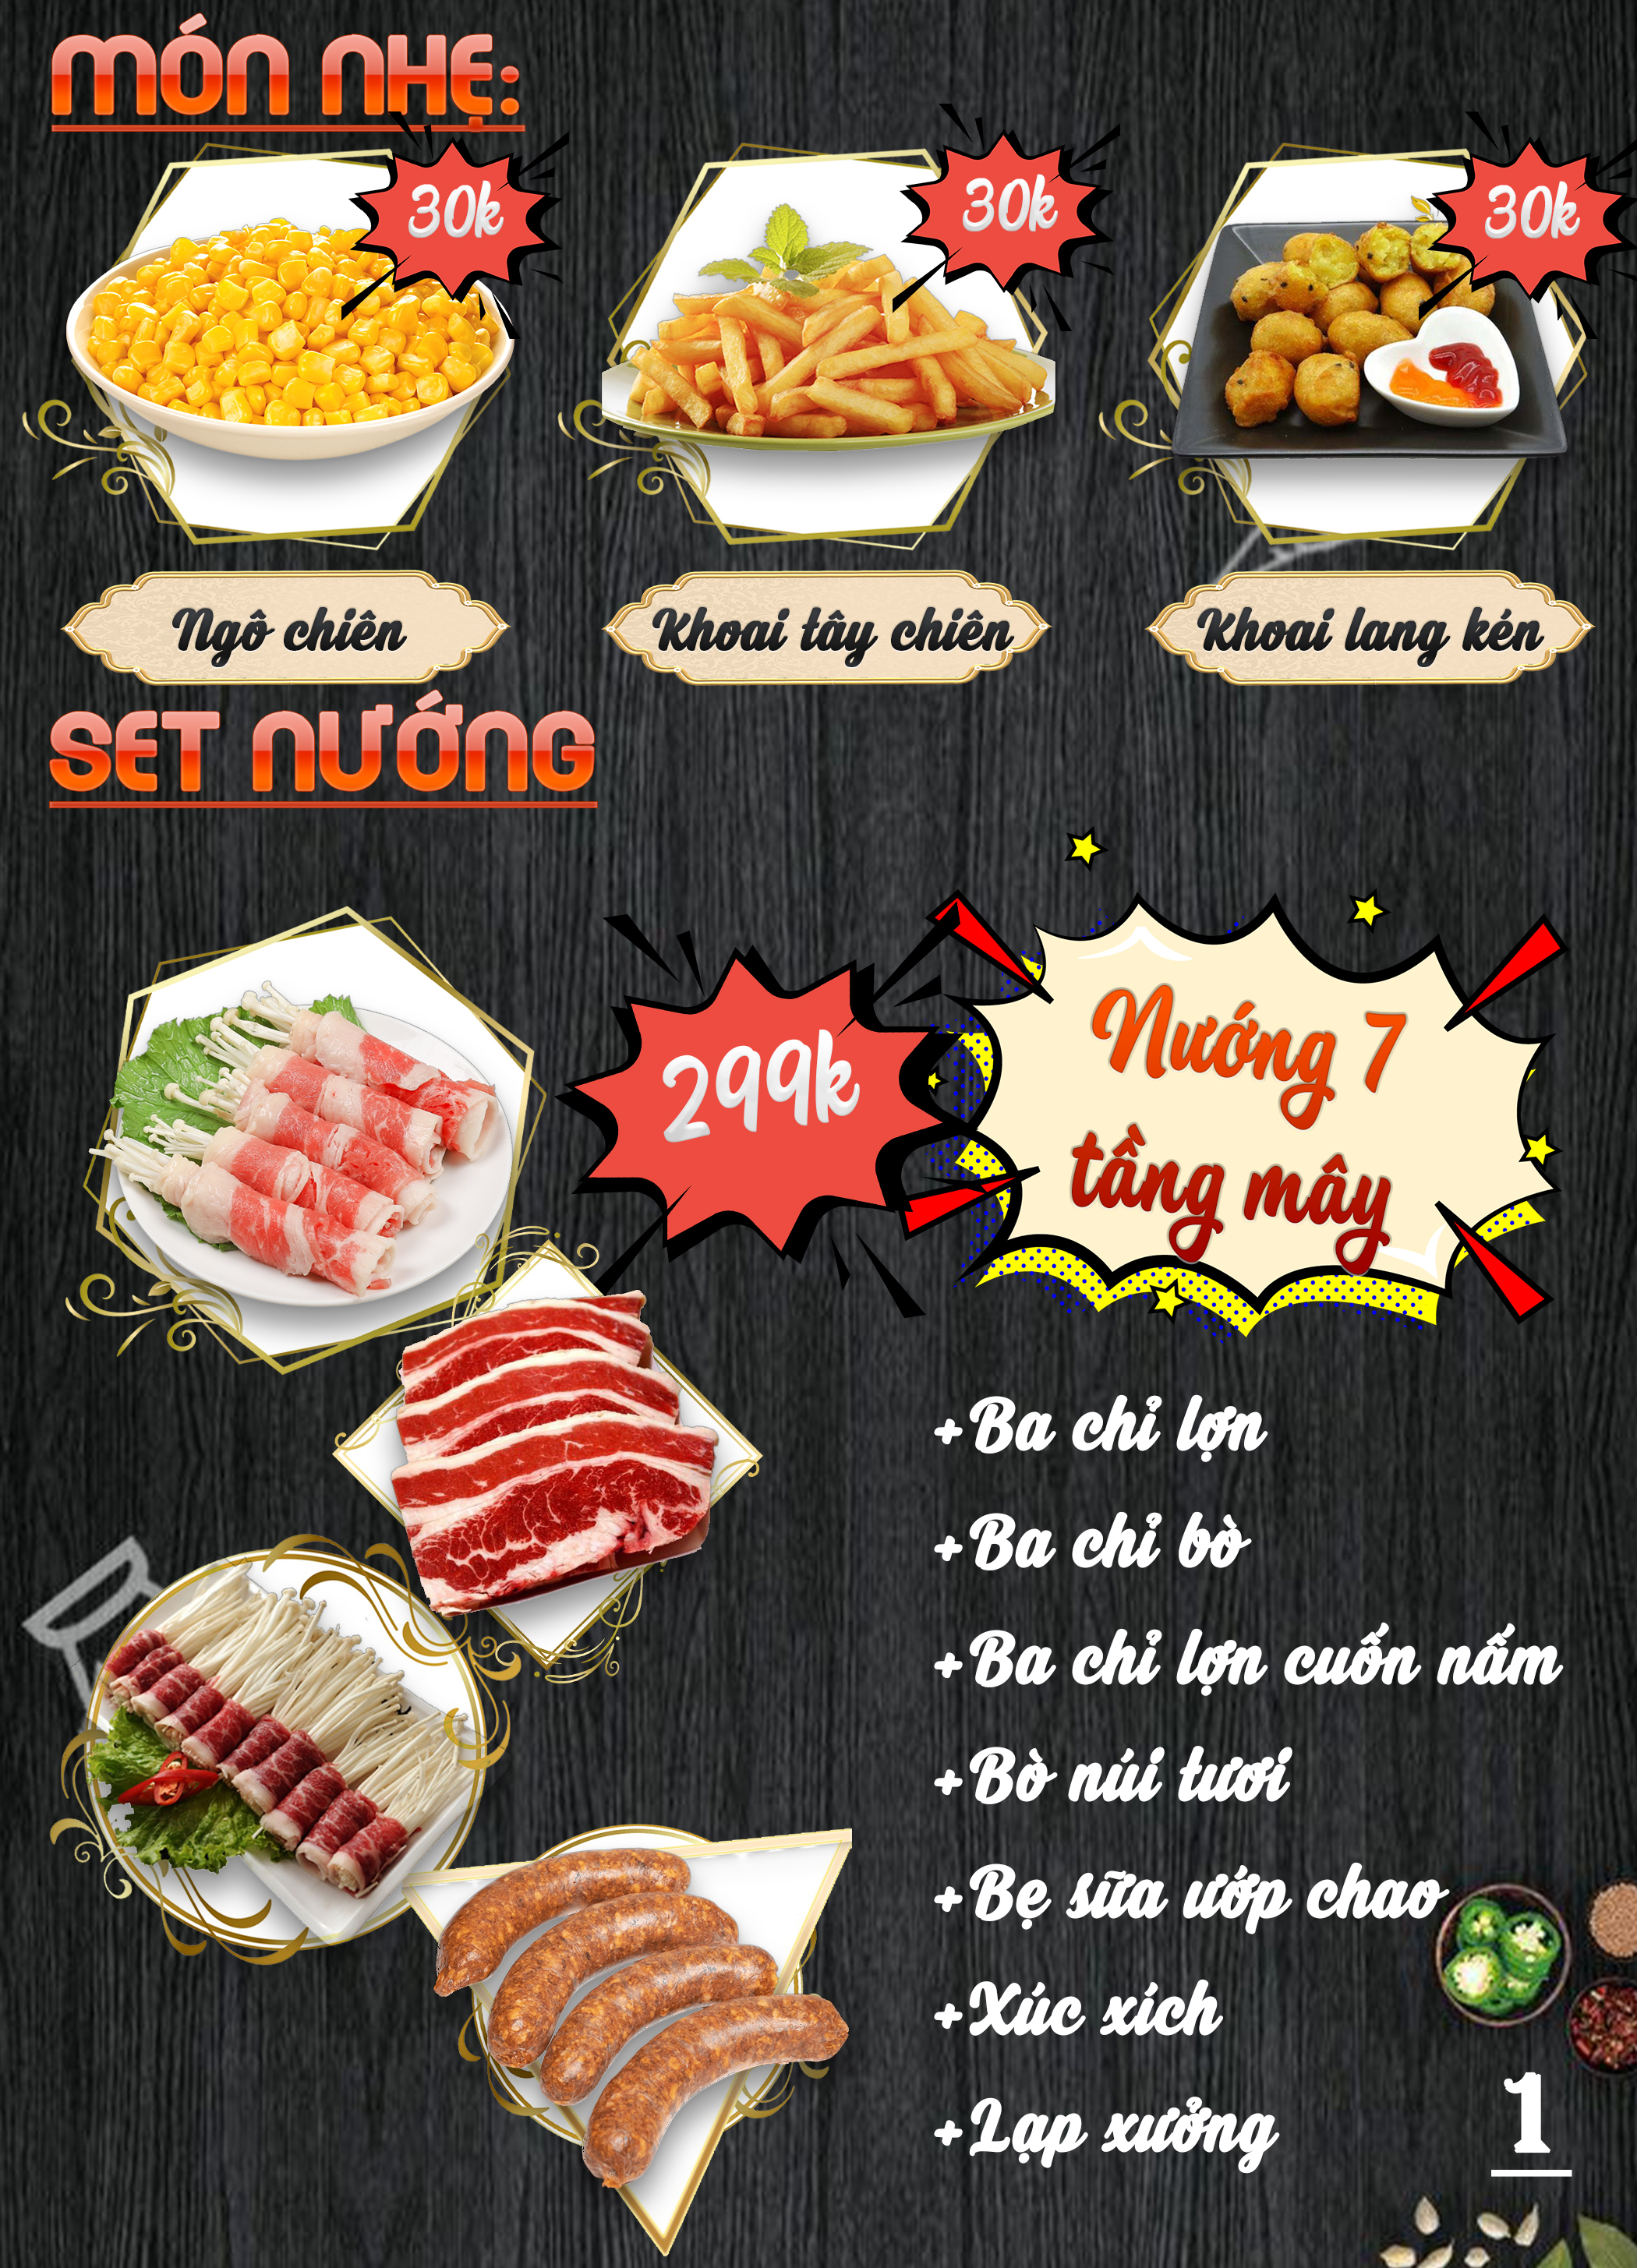 MÓN NHẸ:
30k
30k
30k
Ngô chiên
Khoai tây chiên
Khoai lang kén
SET NƯỚNG
299k
Nướng 7
tầng mây
+Ba chỉ lợn
+Ba chỉ bò
+Ba chỉ lợn cuốn nấm
+Bò núi tươi
+Bẹ sữa ướp chao
+Xúc xích
+Lạp xưởng
1